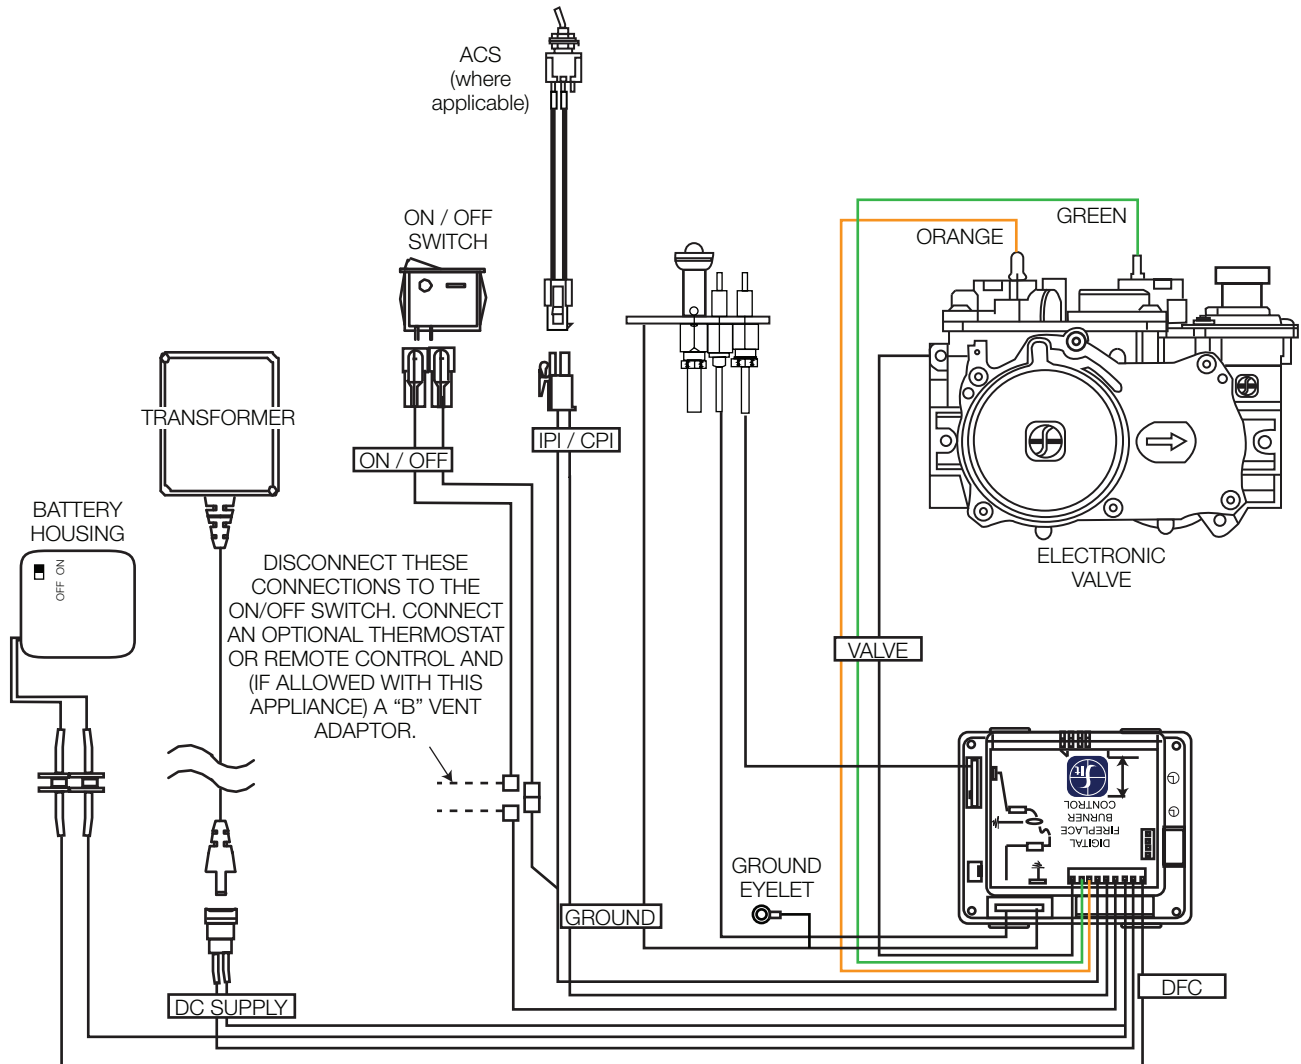 ACS
(where
applicable)
ON / OFF
SWITCH
GREEN
ORANGE
TRANSFORMER
ON / OFF
IPI / CPI
BATTERY
HOUSING
OFF ON
DISCONNECT THESE
CONNECTIONS TO THE
ON/OFF SWITCH. CONNECT
AN OPTIONAL THERMOSTAT
OR REMOTE CONTROL AND
(IF ALLOWED WITH THIS
APPLIANCE) A “B” VENT
ADAPTOR.
ELECTRONIC
VALVE
VALVE
DIGITAL
FIREPLACE
BURNER
CONTROL
GROUND
EYELET
GROUND
DC SUPPLY
DFC